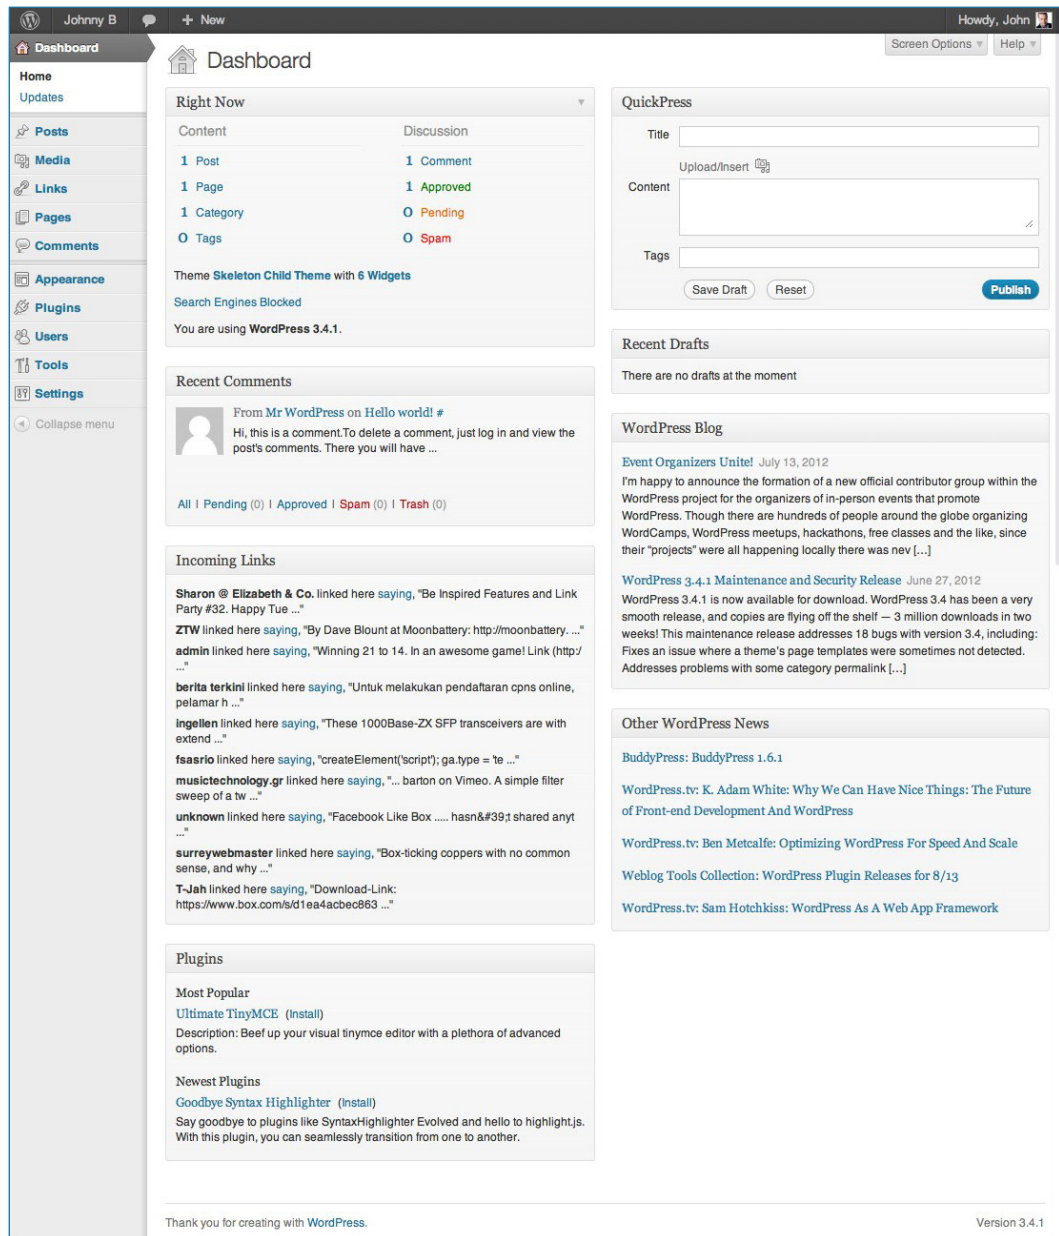 Johnny B
+ New
Howdy, John
Dashboard
Home
Updates
Posts
Media
Links
Pages
Comments
Appearance
Plugins
Users
Tools
Settings
Collapse menu
Screen Options
Help
Dashboard
Right Now
Content
Discussion
1 Post
1 Comment
1 Page
1 Approved
1 Category
0 Pending
0 Tags
0 Spam
Theme Skeleton Child Theme with 6 Widgets
Search Engines Blocked
You are using WordPress 3.4.1.
Recent Comments
From Mr WordPress on Hello world! #
Hi, this is a comment.To delete a comment, just log in and view the
post's comments. There you will have ...
All | Pending (0) | Approved | Spam (0) | Trash (0)
Incoming Links
Sharon @ Elizabeth & Co. linked here saying, "Be Inspired Features and Link
Party #32. Happy Tue ..."
ZTW linked here saying, "By Dave Blount at Moonbattery: http://moonbattery. ..."
admin linked here saying, "Winning 21 to 14. In an awesome game! Link (http:/
..."
berita terkini linked here saying, "Untuk melakukan pendaftaran cpns online,
pelamar h ..."
ingellen linked here saying, "These 1000Base-ZX SFP transceivers are with
extend ..."
fsasrio linked here saying, "createElement('script'); ga.type = 'te ..."
musictechnology.gr linked here saying, "... barton on Vimeo. A simple filter
sweep of a tw ..."
unknown linked here saying, "Facebook Like Box ..... hasn&#39;t shared anyt
..."
surreywebmaster linked here saying, "Box-ticking coppers with no common
sense, and why ..."
T-Jah linked here saying, "Download-Link:
https://www.box.com/s/d1ea4acbec863 ..."
Plugins
Most Popular
Ultimate TinyMCE (Install)
Description: Beef up your visual tinymce editor with a plethora of advanced
options.
Newest Plugins
Goodbye Syntax Highlighter (Install)
Say goodbye to plugins like SyntaxHighlighter Evolved and hello to highlight.js.
With this plugin, you can seamlessly transition from one to another.
QuickPress
Title
Upload/Insert
Content
Tags
Save Draft
Reset
Publish
Recent Drafts
There are no drafts at the moment
WordPress Blog
Event Organizers Unite! July 13, 2012
I'm happy to announce the formation of a new official contributor group within the
WordPress project for the organizers of in-person events that promote
WordPress. Though there are hundreds of people around the globe organizing
WordCamps, WordPress meetups, hackathons, free classes and the like, since
their "projects" were all happening locally there was nev [...]
WordPress 3.4.1 Maintenance and Security Release June 27, 2012
WordPress 3.4.1 is now available for download. WordPress 3.4 has been a very
smooth release, and copies are flying off the shelf — 3 million downloads in two
weeks! This maintenance release addresses 18 bugs with version 3.4, including:
Fixes an issue where a theme's page templates were sometimes not detected.
Addresses problems with some category permalink [...]
Other WordPress News
BuddyPress: BuddyPress 1.6.1
WordPress.tv: K. Adam White: Why We Can Have Nice Things: The Future
of Front-end Development And WordPress
WordPress.tv: Ben Metcalfe: Optimizing WordPress For Speed And Scale
Weblog Tools Collection: WordPress Plugin Releases for 8/13
WordPress.tv: Sam Hotchkiss: WordPress As A Web App Framework
Thank you for creating with WordPress.
Version 3.4.1